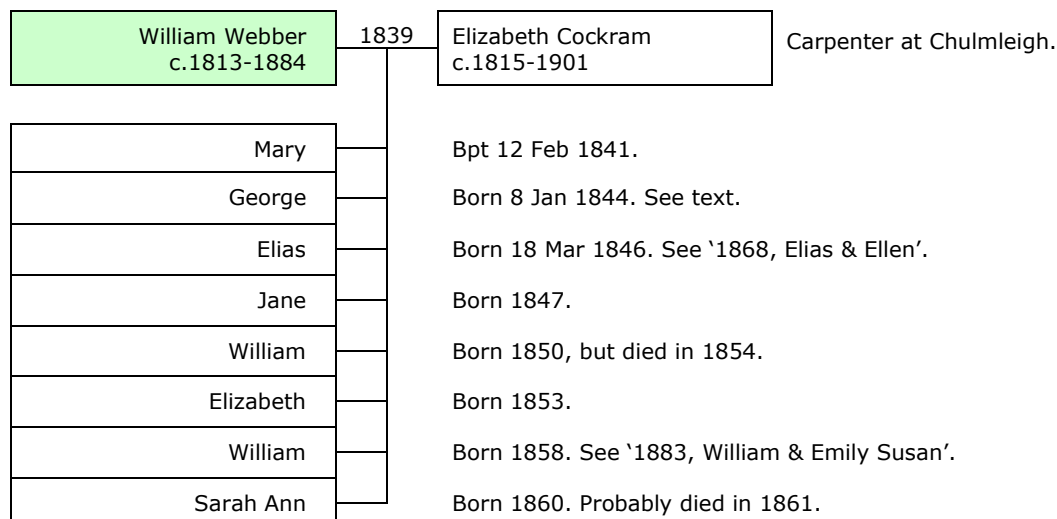 William Webber 1839 Elizabeth Cockram Carpenter at Chulmleigh.
c.1813-1884 c.1815-1901
Mary Bpt 12 Feb 1841.
George Born 8 Jan 1844. See text.
Elias Born 18 Mar 1846. See ‘1868, Elias & Ellen’.
Jane Born 1847.
William Born 1850, but died in 1854.
Elizabeth Born 1853.
William Born 1858. See ‘1883, William & Emily Susan’.
Sarah Ann Born 1860. Probably died in 1861.